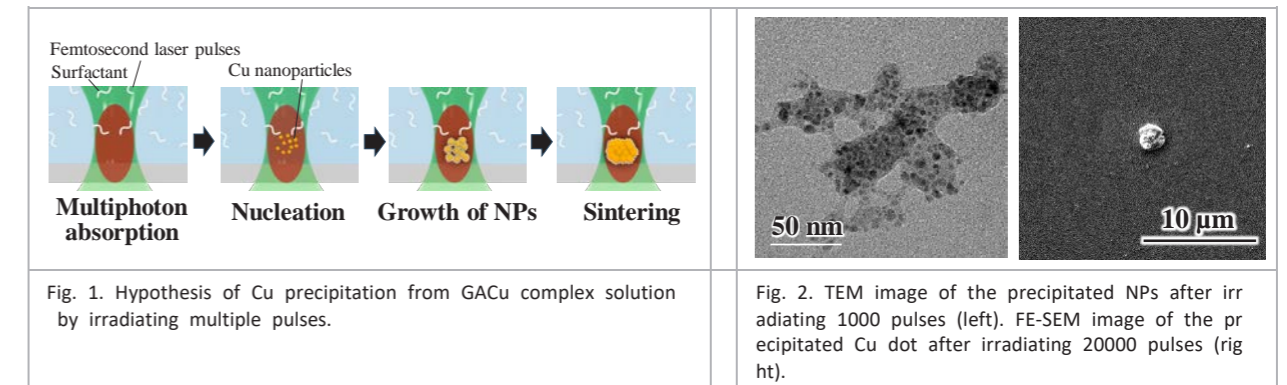 Femtosecond laser pulses
Surfactant
Cu nanoparticles
Multiphoton
absorption
Nucleation
Growth of NPs
Sintering
50 nm
10 μm
Fig. 1. Hypothesis of Cu precipitation from GACu complex solution
by irradiating multiple pulses.
Fig. 2. TEM image of the precipitated NPs after irr
adiating 1000 pulses (left). FE-SEM image of the pr
ecipitated Cu dot after irradiating 20000 pulses (rig
ht).